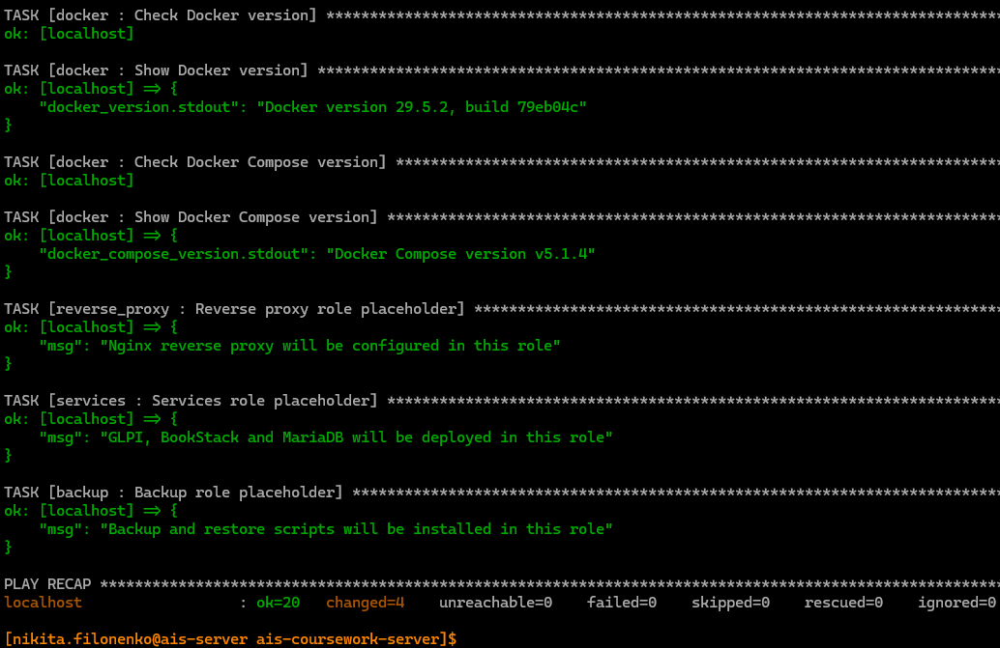 TASK [docker : Check Docker version] *****************************************************************************
ok: [localhost]
TASK [docker : Show Docker version] ******************************************************************************
ok: [localhost] => {
    "docker_version.stdout": "Docker version 29.5.2, build 79eb04c"
}
TASK [docker : Check Docker Compose version] *********************************************************************
ok: [localhost]
TASK [docker : Show Docker Compose version] **********************************************************************
ok: [localhost] => {
    "docker_compose_version.stdout": "Docker Compose version v5.1.4"
}
TASK [reverse_proxy : Reverse proxy role placeholder] ************************************************************
ok: [localhost] => {
    "msg": "Nginx reverse proxy will be configured in this role"
}
TASK [services : Services role placeholder] **********************************************************************
ok: [localhost] => {
    "msg": "GLPI, BookStack and MariaDB will be deployed in this role"
}
TASK [backup : Backup role placeholder] **************************************************************************
ok: [localhost] => {
    "msg": "Backup and restore scripts will be installed in this role"
}
PLAY RECAP *******************************************************************************************************
localhost                  : ok=20   changed=4    unreachable=0    failed=0    skipped=0    rescued=0    ignored=0
[nikita.filonenko@ais-server ais-coursework-server]$